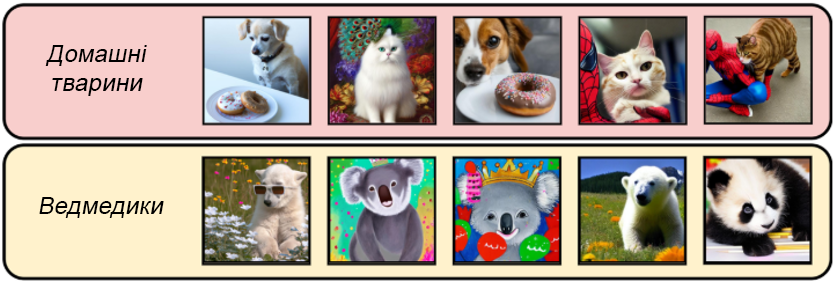 Домашні
тварини
Ведмедики